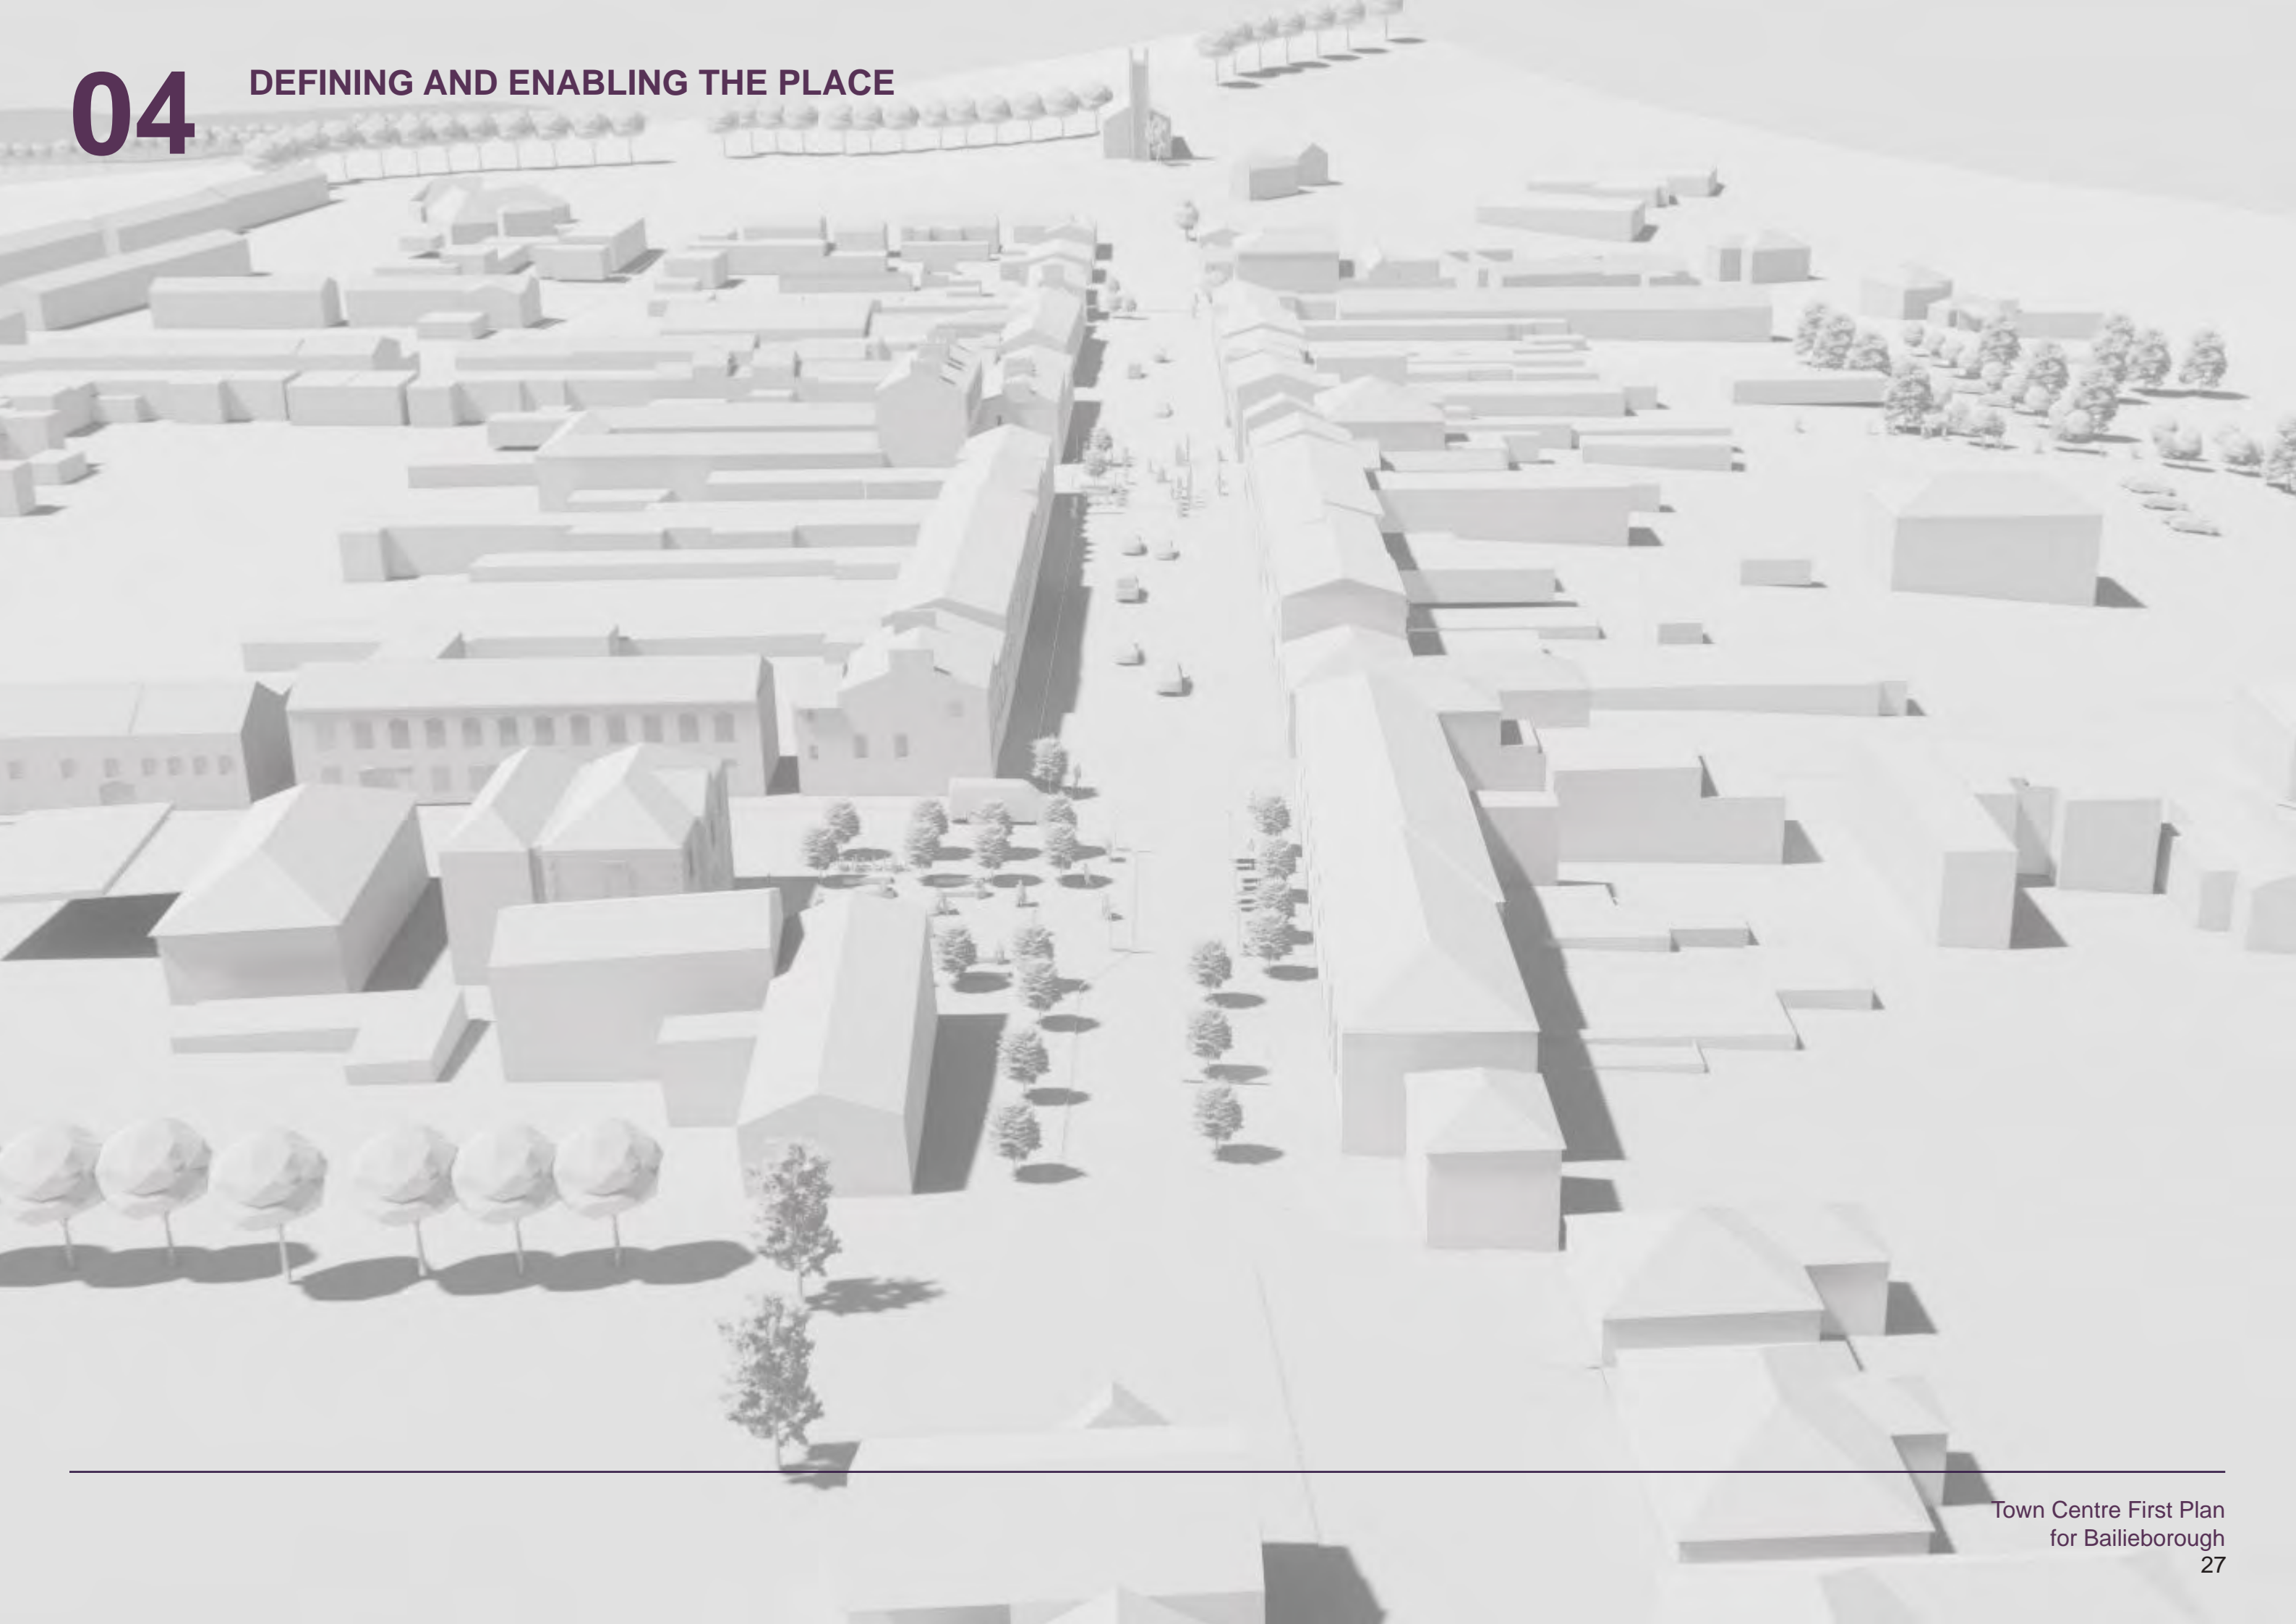 04
DEFINING AND ENABLING THE PLACE
Town Centre First Plan
for Bailieborough
27